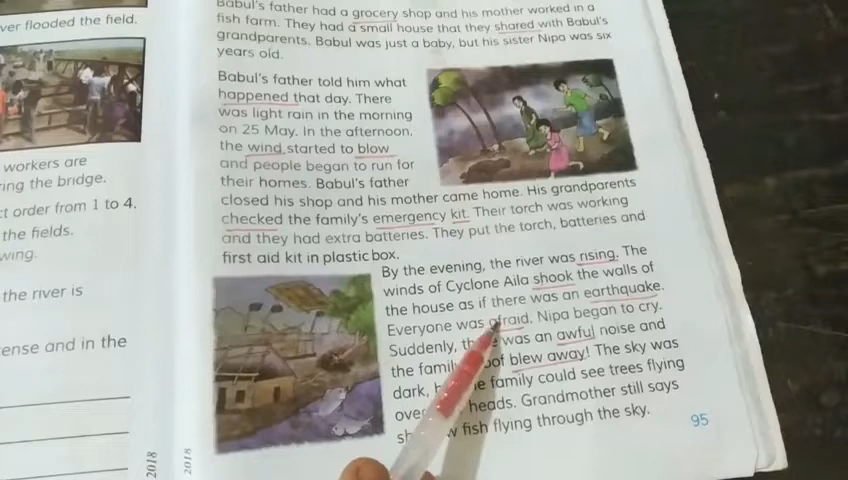 ver flooded the field.
workers are
ing the bridge.
t order from 1 to 4.
the fields.
wing.
the river is
ense and in the
2018
2018
Babul's father had a grocery shop and his mother worked in a
fish farm. They had a small house that they shared with Babul's
grandparents. Babul was just a baby, but his sister Nipa was six
years old.
Babul's father told him what
happened that day. There
was light rain in the morning
on 25 May. In the afternoon,
the wind started to blow
and people began to run for
their homes. Babul's father
closed his shop and his mother came home. His grandparents
checked the family's emergency kit. Their torch was working
and they had extra batteries. They put the torch, batteries and
first aid kit in plastic box.
By the evening, the river was rising. The
winds of Cyclone Aila shook the walls of
the house as if there was an earthquake.
Everyone was afraid. Nipa began to cry.
Suddenly, was an awful noise and
the family oof blew away! The sky was
dark, family could see trees flying
over heads. Grandmother still says
fish flying through the sky.
95